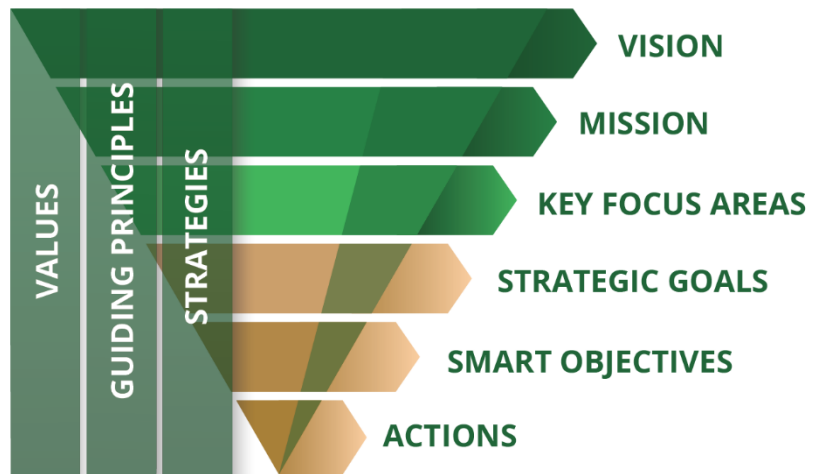 VALUES
GUIDING PRINCIPLES
STRATEGIES
VISION
MISSION
KEY FOCUS AREAS
STRATEGIC GOALS
SMART OBJECTIVES
ACTIONS